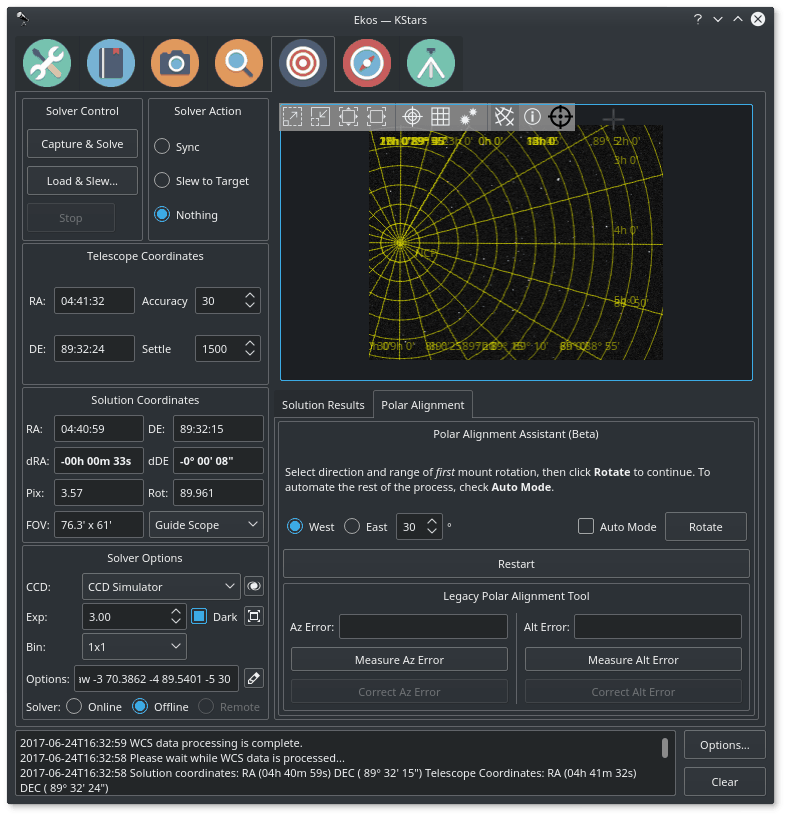 Ekos — KStars
Solver Control
Capture & Solve
Load & Slew...
Stop
Solver Action
Sync
Slew to Target
Nothing
Telescope Coordinates
RA: 04:41:32 Accuracy 30
DE: 89:32:24 Settle 1500
Solution Coordinates
RA: 04:40:59 DE: 89:32:15
dRA: -00h 00m 33s dDE -0° 00' 08"
Pix: 3.57 Rot: 89.961
FOV: 76.3' x 61' Guide Scope
Solver Options
CCD: CCD Simulator
Exp: 3.00 Dark
Bin: 1x1
Options: -3 70.3862 -4 89.5401 -5 30
Solver: Online Offline Remote
0h 0'
2h 0'
3h 0'
4h 0'
NCP
Solution Results Polar Alignment
Polar Alignment Assistant (Beta)
Select direction and range of first mount rotation, then click Rotate to continue. To
automate the rest of the process, check Auto Mode.
West East 30 ° Auto Mode Rotate
Restart
Legacy Polar Alignment Tool
Az Error: Alt Error:
Measure Az Error Measure Alt Error
Correct Az Error Correct Alt Error
2017-06-24T16:32:59 WCS data processing is complete.
2017-06-24T16:32:58 Please wait while WCS data is processed...
2017-06-24T16:32:58 Solution coordinates: RA (04h 40m 59s) DEC ( 89° 32' 15") Telescope Coordinates: RA (04h 41m 32s)
DEC ( 89° 32' 24")
Options...
Clear